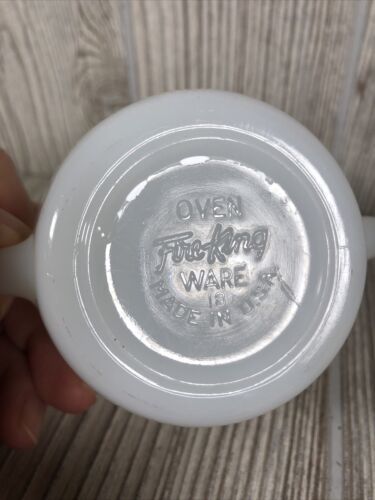 OVEN
Fire-King
WARE
18
MADE IN U.S.A.